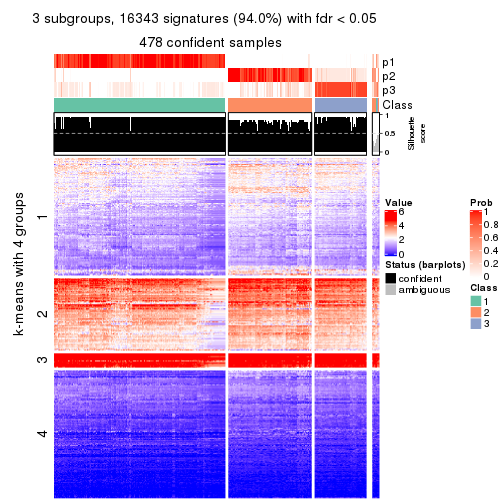 3 subgroups, 16343 signatures (94.0%) with fdr < 0.05
478 confident samples
p1
p2
p3
Class
1
0.5
0
Silhouette
score
k-means with 4 groups
1
2
3
4
Value
6
4
2
0
Status (barplots)
confident
ambiguous
Prob
1
0.8
0.6
0.4
0.2
0
Class
1
2
3